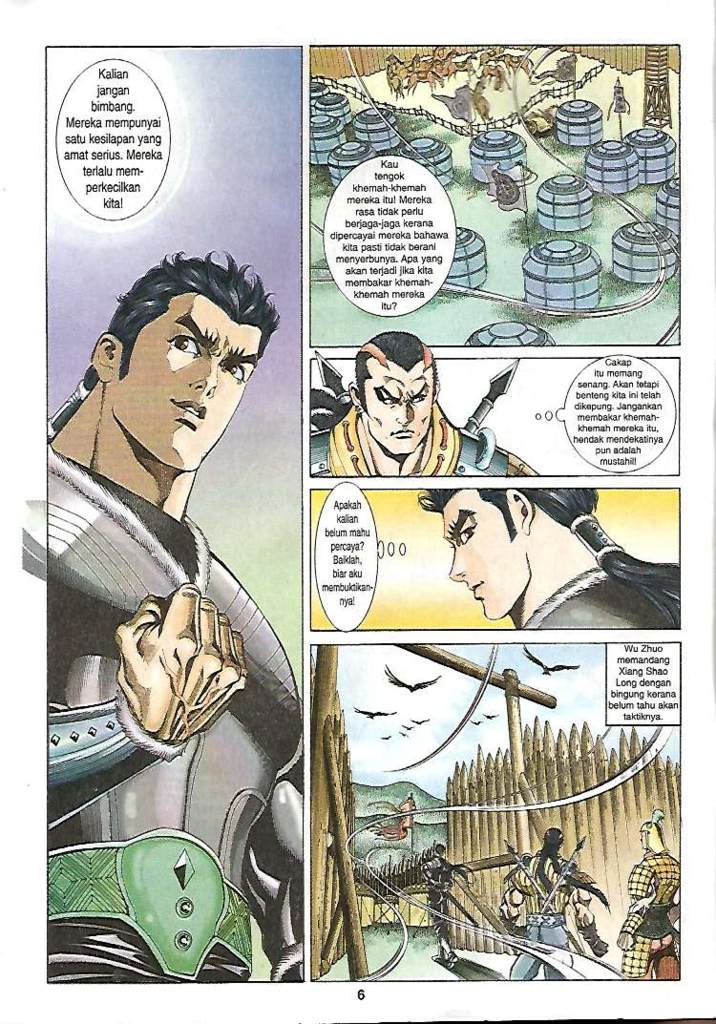 Kalian
jangan
bimbang.
Mereka mempunyai
satu kesilapan yang
amat serius. Mereka
terlalu mem-
perkecilkan
kita!
Kau
tengok
khemah-khemah
mereka itu! Mereka
rasa tidak perlu
berjaga-jaga kerana
dipercayai mereka bahawa
kita pasti tidak berani
menyerbunya. Apa yang
akan terjadi jika kita
membakar khemah-
khemah mereka
itu?
Cakap
itu memang
senang. Akan tetapi
benteng kita ini telah
dikepung. Jangankan
membakar khemah-
khemah mereka itu,
hendak mendekatinya
pun adalah
mustahil!
Apakah
kalian
belum mahu
percaya?
Baiklah,
biar aku
membuktikan-
nya!
Wu Zhuo
memandang
Xiang Shao
Long dengan
bingung kerana
belum tahu akan
taktiknya.
6